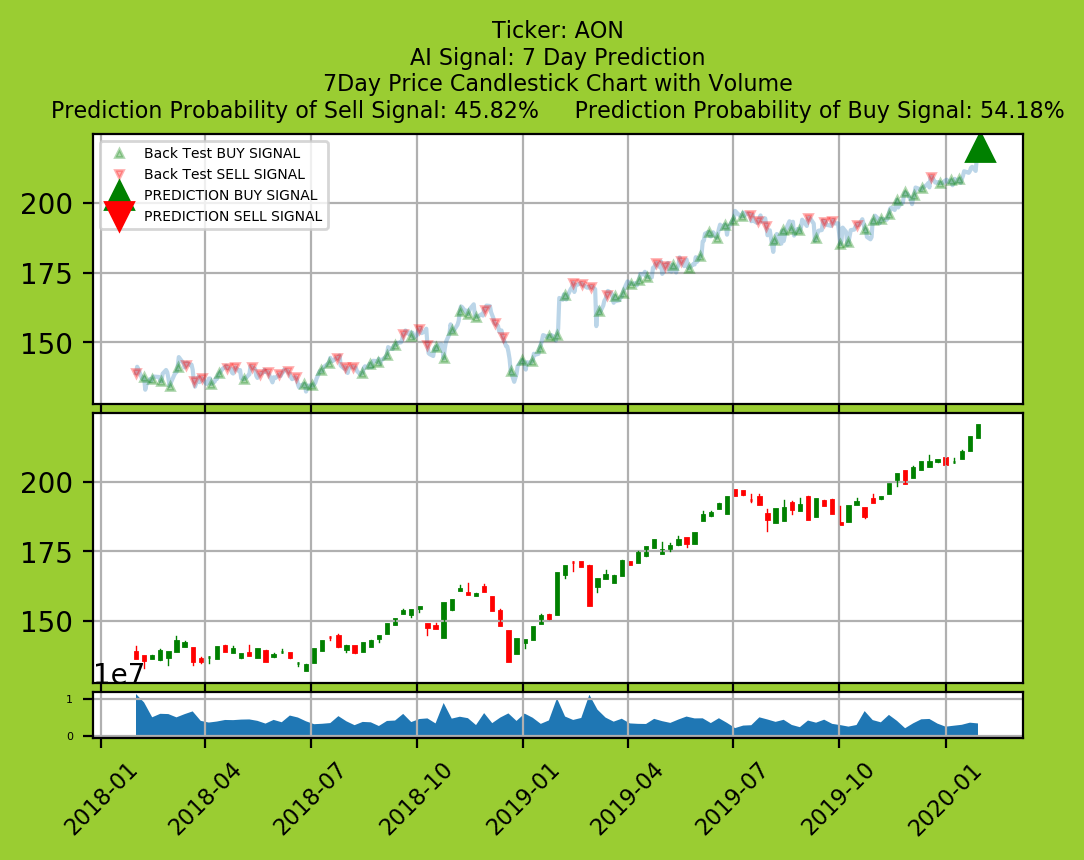 Ticker: AON
AI Signal: 7 Day Prediction
7Day Price Candlestick Chart with Volume
Prediction Probability of Sell Signal: 45.82% Prediction Probability of Buy Signal: 54.18%
Back Test BUY SIGNAL
Back Test SELL SIGNAL
PREDICTION BUY SIGNAL
PREDICTION SELL SIGNAL
200
175
150
200
175
150
1e7
1
0
2018-01 2018-04 2018-07 2018-10 2019-01 2019-04 2019-07 2019-10 2020-01